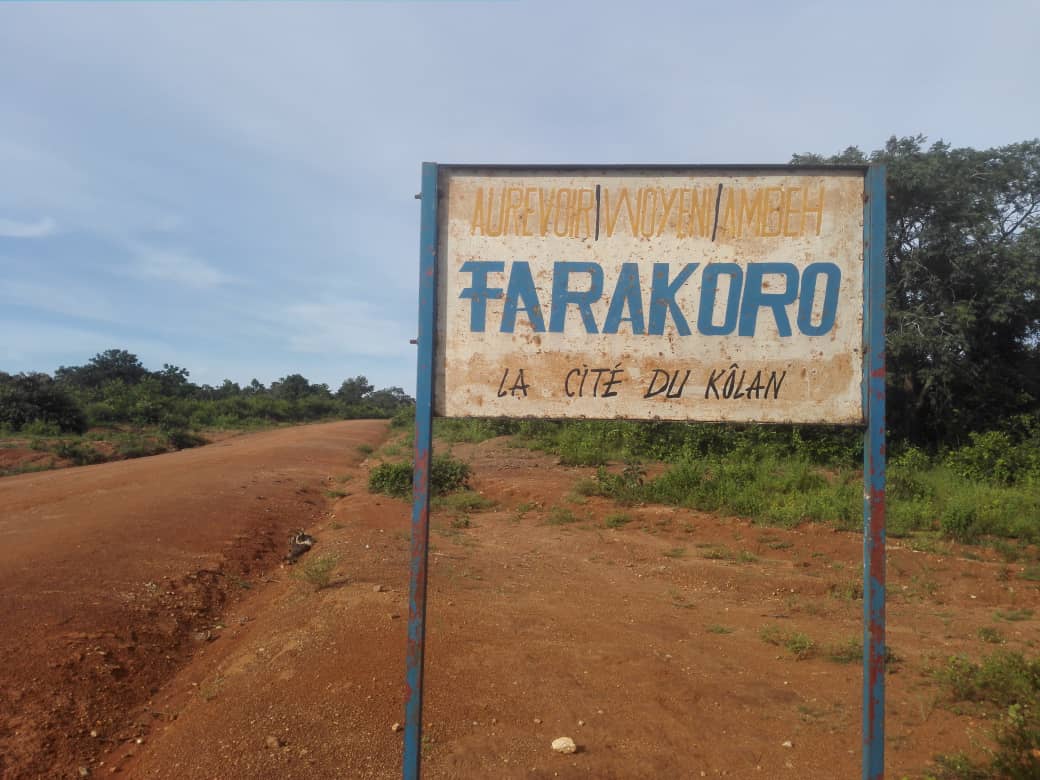 AUREVOIR/WOYENI/AMBEH
FARAKORO
LA CITÉ DU KÔLAN